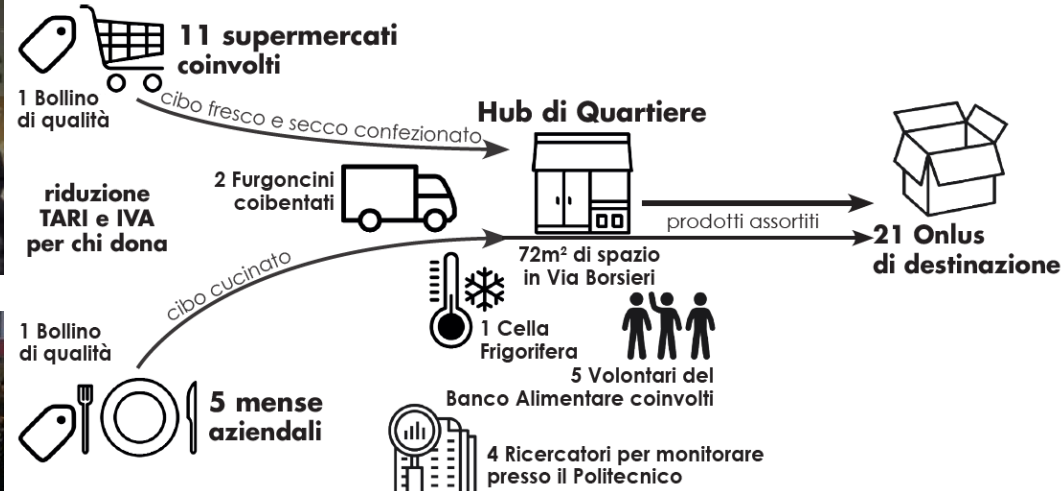 11 supermercati
coinvolti
1 Bollino
di qualità
cibo fresco e secco confezionato
Hub di Quartiere
riduzione
TARI e IVA
per chi dona
2 Furgoncini
coibentati
prodotti assortiti
21 Onlus
di destinazione
72m² di spazio
in Via Borsieri
cibo cucinato
1 Cella
Frigorifera
1 Bollino
di qualità
5 Volontari del
Banco Alimentare coinvolti
5 mense
aziendali
4 Ricercatori per monitorare
presso il Politecnico